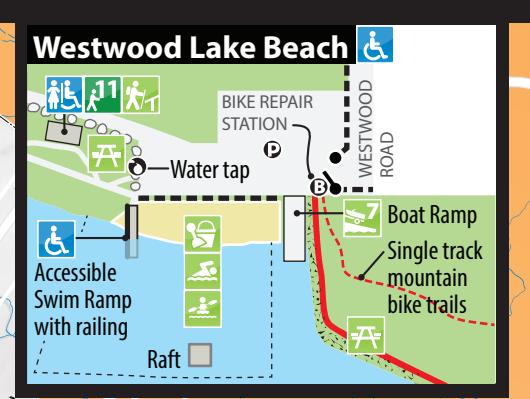 Westwood Lake Beach
11
BIKE REPAIR
STATION
P
WESTWOOD
ROAD
Water tap
B
7
Boat Ramp
Accessible
Swim Ramp
with railing
Single track
mountain
bike trails
Raft